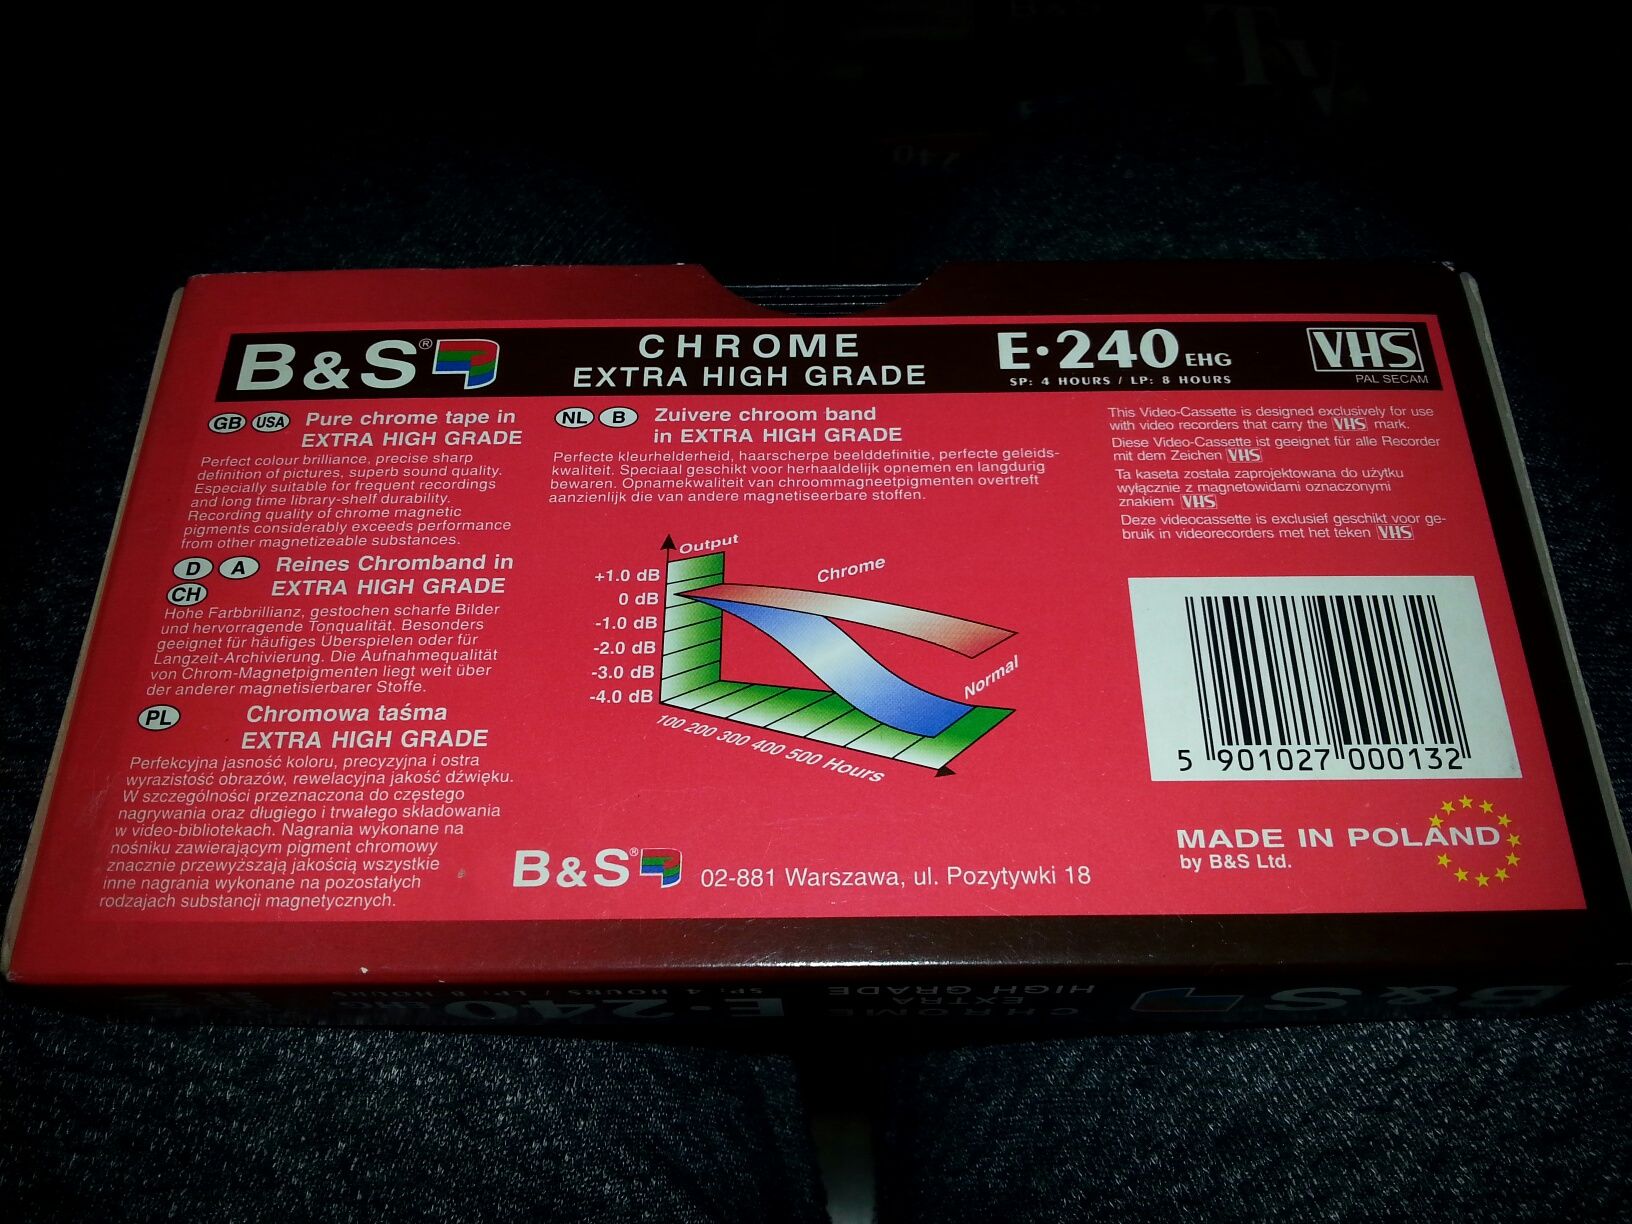 B&S®
CHROME
EXTRA HIGH GRADE
E·240 EHG
SP: 4 HOURS / LP: 8 HOURS
VHS
PAL SECAM
GB USA Pure chrome tape in
EXTRA HIGH GRADE
Perfect colour brilliance, precise sharp
definition of pictures, superb sound quality.
Especially suitable for frequent recordings
and long time library-shelf durability.
Recording quality of chrome magnetic
pigments considerably exceeds performance
from other magnetizeable substances.
D A Reines Chromband in
CH EXTRA HIGH GRADE
Hohe Farbbrillianz, gestochen scharfe Bilder
und hervorragende Tonqualität. Besonders
geeignet für häufiges Überspielen oder für
Langzeit-Archivierung. Die Aufnahmequalität
von Chrom-Magnetpigmenten liegt weit über
der anderer magnetisierbarer Stoffe.
PL Chromowa taśma
EXTRA HIGH GRADE
Perfekcyjna jasność koloru, precyzyjna i ostra
wyrazistość obrazów, rewelacyjna jakość dźwięku.
W szczególności przeznaczona do częstego
nagrywania oraz długiego i trwałego składowania
w video-bibliotekach. Nagrania wykonane na
nośniku zawierającym pigment chromowy
znacznie przewyższają jakością wszystkie
inne nagrania wykonane na pozostałych
rodzajach substancji magnetycznych.
NL B Zuivere chroom band
in EXTRA HIGH GRADE
Perfecte kleurhelderheid, haarscherpe beelddefinitie, perfecte geleids-
kwaliteit. Speciaal geschikt voor herhaaldelijk opnemen en langdurig
bewaren. Opnamekwaliteit van chroommagneetpigmenten overtreft
aanzienlijk die van andere magnetiseerbare stoffen.
Output
+1.0 dB
0 dB
-1.0 dB
-2.0 dB
-3.0 dB
-4.0 dB
Chrome
Normal
100 200 300 400 500 Hours
This Video-Cassette is designed exclusively for use
with video recorders that carry the VHS mark.
Diese Video-Cassette ist geeignet für alle Recorder
mit dem Zeichen VHS
Ta kaseta została zaprojektowana do użytku
wyłącznie z magnetowidami oznaczonymi
znakiem VHS
Deze videocassette is exclusief geschikt voor ge-
bruik in videorecorders met het teken VHS
5 901027 000132
MADE IN POLAND
by B&S Ltd.
B&S® 02-881 Warszawa, ul. Pozytywki 18
B&S
CHROME
EXTRA
HIGH GRADE
E·240
SP: 4 HOURS / LP: 8 HOURS